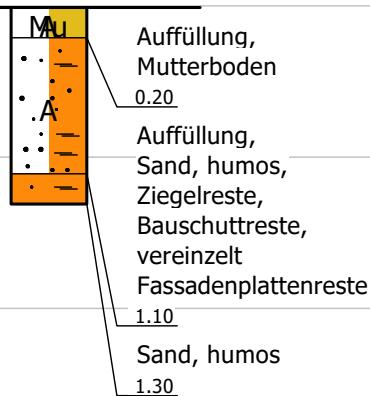 Mu
A
Auffüllung,
Mutterboden
0.20
A
Auffüllung,
Sand, humos,
Ziegelreste,
Bauschuttreste,
vereinzelt
Fassadenplattenreste
1.10
Sand, humos
1.30